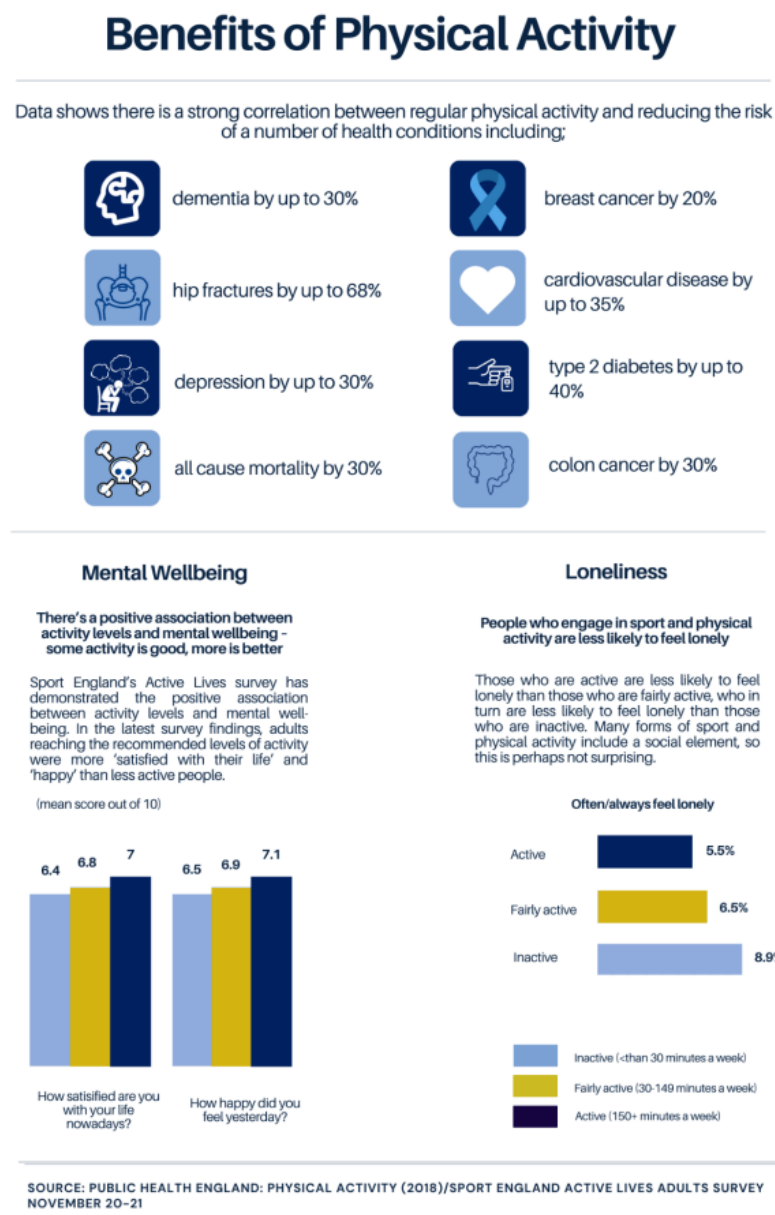 Benefits of Physical Activity
Data shows there is a strong correlation between regular physical activity and reducing the risk
of a number of health conditions including;
dementia by up to 30%
breast cancer by 20%
hip fractures by up to 68%
cardiovascular disease by
up to 35%
depression by up to 30%
type 2 diabetes by up to
40%
all cause mortality by 30%
colon cancer by 30%
Mental Wellbeing
There's a positive association between
activity levels and mental wellbeing –
some activity is good, more is better
Sport England's Active Lives survey has
demonstrated the positive association
between activity levels and mental well-
being. In the latest survey findings, adults
reaching the recommended levels of activity
were more 'satisfied with their life' and
'happy' than less active people.
(mean score out of 10)
6.4
6.8
7
6.5
6.9
7.1
How satisified are you
with your life
nowadays?
How happy did you
feel yesterday?
Loneliness
People who engage in sport and physical
activity are less likely to feel lonely
Those who are active are less likely to feel
lonely than those who are fairly active, who in
turn are less likely to feel lonely than those
who are inactive. Many forms of sport and
physical activity include a social element, so
this is perhaps not surprising.
Often/always feel lonely
Active
5.5%
Fairly active
6.5%
Inactive
8.9%
Inactive (<than 30 minutes a week)
Fairly active (30-149 minutes a week)
Active (150+ minutes a week)
SOURCE: PUBLIC HEALTH ENGLAND: PHYSICAL ACTIVITY (2018)/SPORT ENGLAND ACTIVE LIVES ADULTS SURVEY
NOVEMBER 20–21